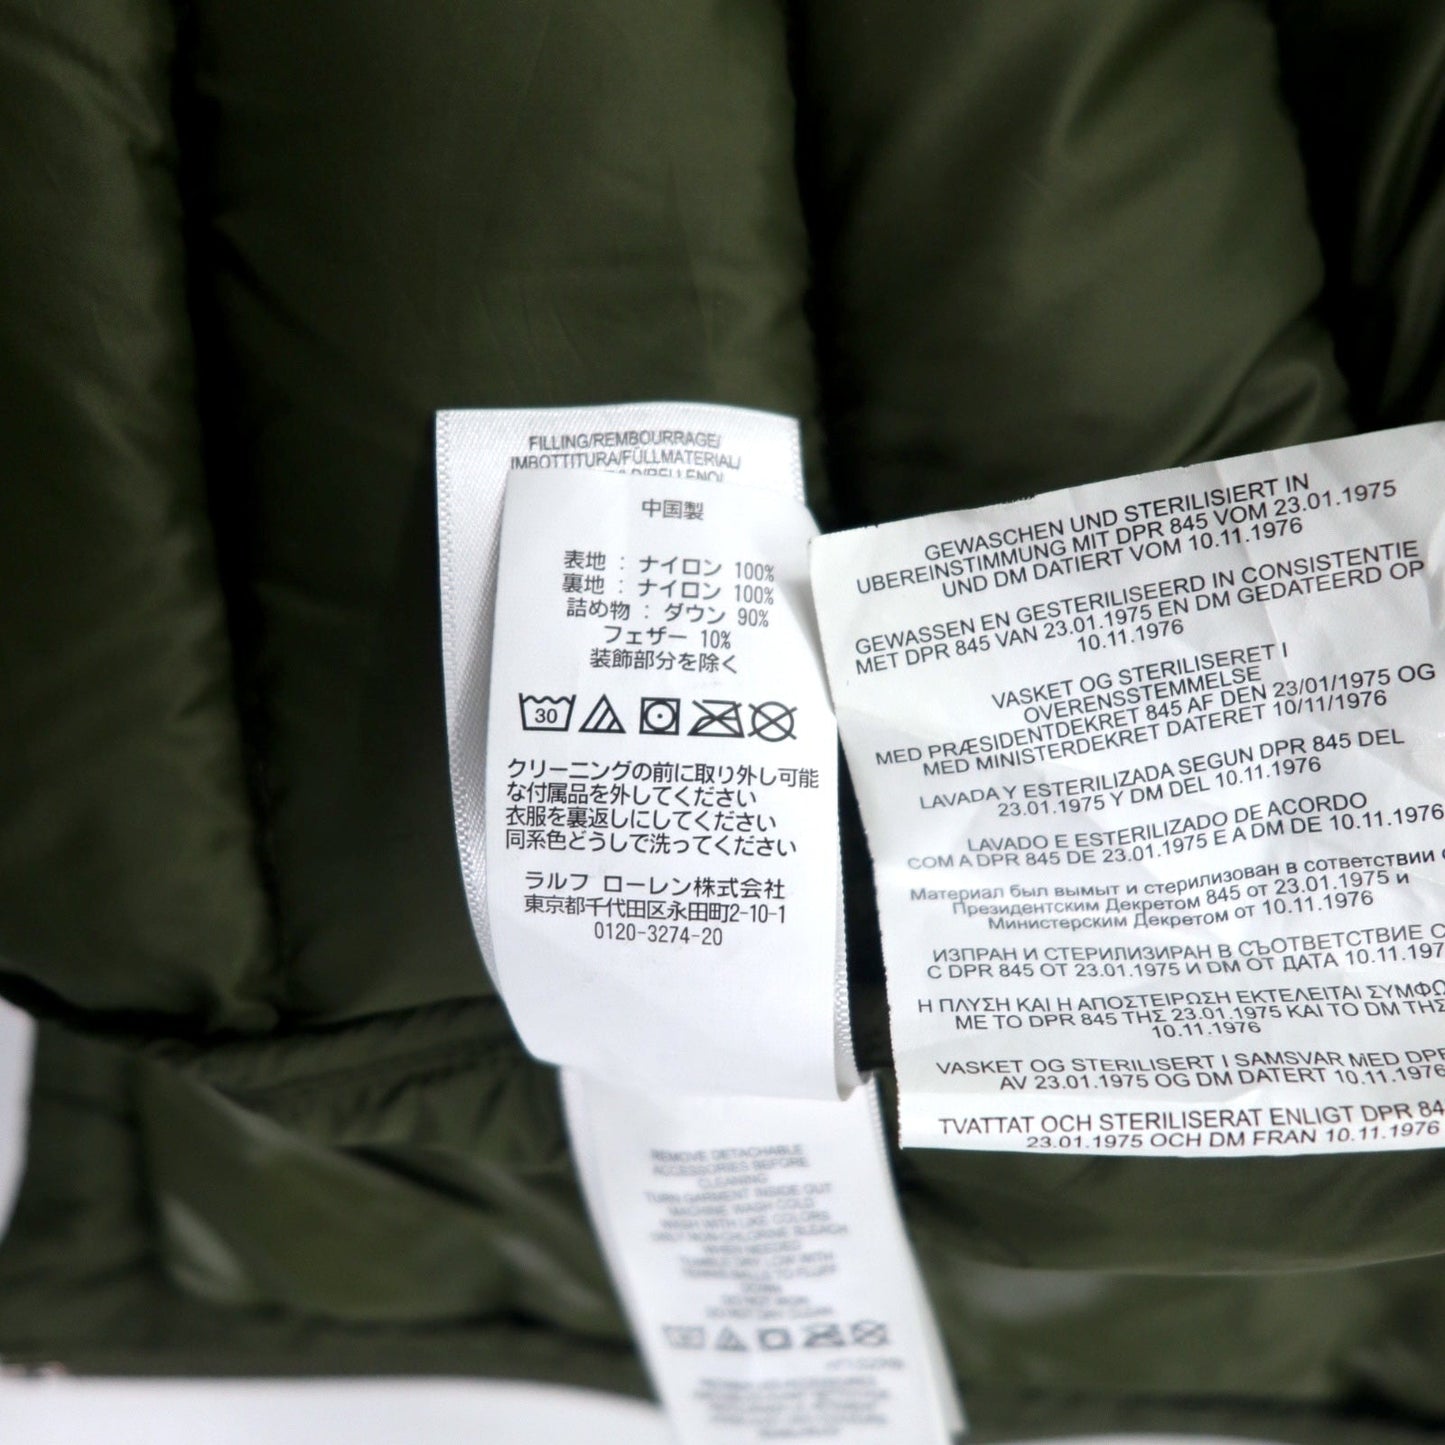 FILLING/REMBOURRAGE/
IMBOTTITURA/FÜLLMATERIAL/
中国製
表地 : ナイロン 100%
裏地 : ナイロン 100%
詰め物 : ダウン 90%
フェザー 10%
装飾部分を除く
30
クリーニングの前に取り外し可能
な付属品を外してください
衣服を裏返しにしてください
同系色どうしで洗ってください
ラルフ ローレン株式会社
東京都千代田区永田町2-10-1
0120-3274-20
GEWASCHEN UND STERILISIERT IN
UBEREINSTIMMUNG MIT DPR 845 VOM 23.01.1975
UND DM DATIERT VOM 10.11.1976
GEWASSEN EN GESTERILISEERD IN CONSISTENTIE
MET DPR 845 VAN 23.01.1975 EN DM GEDATEERD OP
10.11.1976
VASKET OG STERILISERET I
OVERENSSTEMMELSE
MED PRÆSIDENTDEKRET 845 AF DEN 23/01/1975 OG
MED MINISTERDEKRET DATERET 10/11/1976
LAVADA Y ESTERILIZADA SEGUN DPR 845 DEL
23.01.1975 Y DM DEL 10.11.1976
LAVADO E ESTERILIZADO DE ACORDO
COM A DPR 845 DE 23.01.1975 E A DM DE 10.11.1976
Материал был вымыт и стерилизован в соответствии с
Президентским Декретом 845 от 23.01.1975 и
Министерским Декретом от 10.11.1976
ИЗПРАН И СТЕРИЛИЗИРАН В СЪОТВЕТСТВИЕ С
С DPR 845 ОТ 23.01.1975 И DM ОТ ДАТА 10.11.197
Η ΠΛΥΣΗ ΚΑΙ Η ΑΠΟΣΤΕΙΡΩΣΗ ΕΚΤΕΛΕΙΤΑΙ ΣΥΜΦΩ
ΜΕ ΤΟ DPR 845 ΤΗΣ 23.01.1975 ΚΑΙ ΤΟ DM ΤΗΣ
10.11.1976
VASKET OG STERILISERT I SAMSVAR MED DPR
AV 23.01.1975 OG DM DATERT 10.11.1976
TVATTAT OCH STERILISERAT ENLIGT DPR 84
23.01.1975 OCH DM FRAN 10.11.1976
REMOVE DETACHABLE
ACCESSORIES BEFORE
CLEANING
TURN GARMENT INSIDE OUT
MACHINE WASH COLD
WASH WITH LIKE COLORS
ONLY NON-CHLORINE BLEACH
WHEN NEEDED
TUMBLE DRY LOW WITH
TENNIS BALLS TO FLUFF
DOWN
DO NOT IRON
DO NOT DRY CLEAN